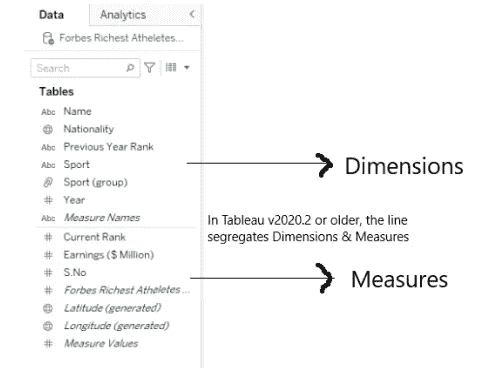 Data
Analytics
Forbes Richest Atheletes...
Search
Tables
Abc Name
Nationality
Abc Previous Year Rank
Abc Sport
Sport (group)
# Year
Abc Measure Names
# Current Rank
# Earnings ($ Million)
# S.No
# Forbes Richest Atheletes ...
Latitude (generated)
Longitude (generated)
# Measure Values
Dimensions
In Tableau v2020.2 or older, the line
segregates Dimensions & Measures
Measures